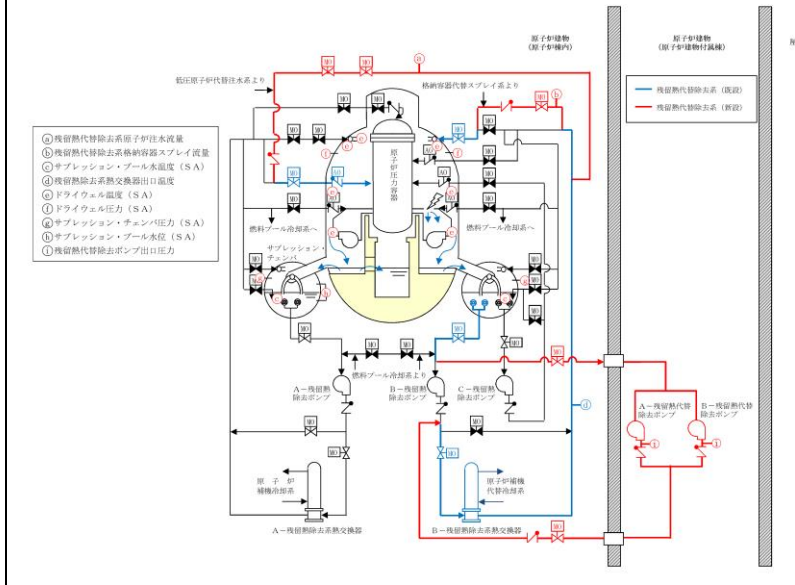 原子炉建物
(原子炉棟内)
原子炉建物
(原子炉建物付属棟)
残留熱代替除去系(既設)
残留熱代替除去系(新設)
低圧原子炉代替注水系より
格納容器代替スプレイ系より
ⓐ残留熱代替除去系原子炉注水流量
ⓑ残留熱代替除去系格納容器スプレイ流量
ⓒサプレッション・プール水温度(SA)
ⓓ残留熱除去系熱交換器出口温度
ⓔドライウェル温度(SA)
ⓕドライウェル圧力(SA)
ⓖサプレッション・チェンバ圧力(SA)
ⓗサプレッション・プール水位(SA)
ⓘ残留熱代替除去ポンプ出口圧力
原子炉圧力容器
燃料プール冷却系へ
燃料プール冷却系へ
サプレッション・
チェンバ
燃料プール冷却系より
A-残留熱
除去ポンプ
B-残留熱
除去ポンプ
C-残留熱
除去ポンプ
A-残留熱代替
除去ポンプ
B-残留熱代替
除去ポンプ
原子炉
補機冷却系
原子炉補機
代替冷却系
A-残留熱除去系熱交換器
B-残留熱除去系熱交換器